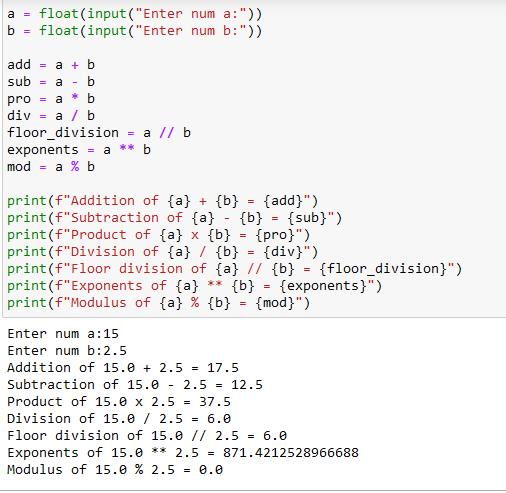 a = float(input("Enter num a:"))
b = float(input("Enter num b:"))
add = a + b
sub = a - b
pro = a * b
div = a / b
floor_division = a // b
exponents = a ** b
mod = a % b
print(f"Addition of {a} + {b} = {add}")
print(f"Subtraction of {a} - {b} = {sub}")
print(f"Product of {a} x {b} = {pro}")
print(f"Division of {a} / {b} = {div}")
print(f"Floor division of {a} // {b} = {floor_division}")
print(f"Exponents of {a} ** {b} = {exponents}")
print(f"Modulus of {a} % {b} = {mod}")
Enter num a:15
Enter num b:2.5
Addition of 15.0 + 2.5 = 17.5
Subtraction of 15.0 - 2.5 = 12.5
Product of 15.0 x 2.5 = 37.5
Division of 15.0 / 2.5 = 6.0
Floor division of 15.0 // 2.5 = 6.0
Exponents of 15.0 ** 2.5 = 871.4212528966688
Modulus of 15.0 % 2.5 = 0.0